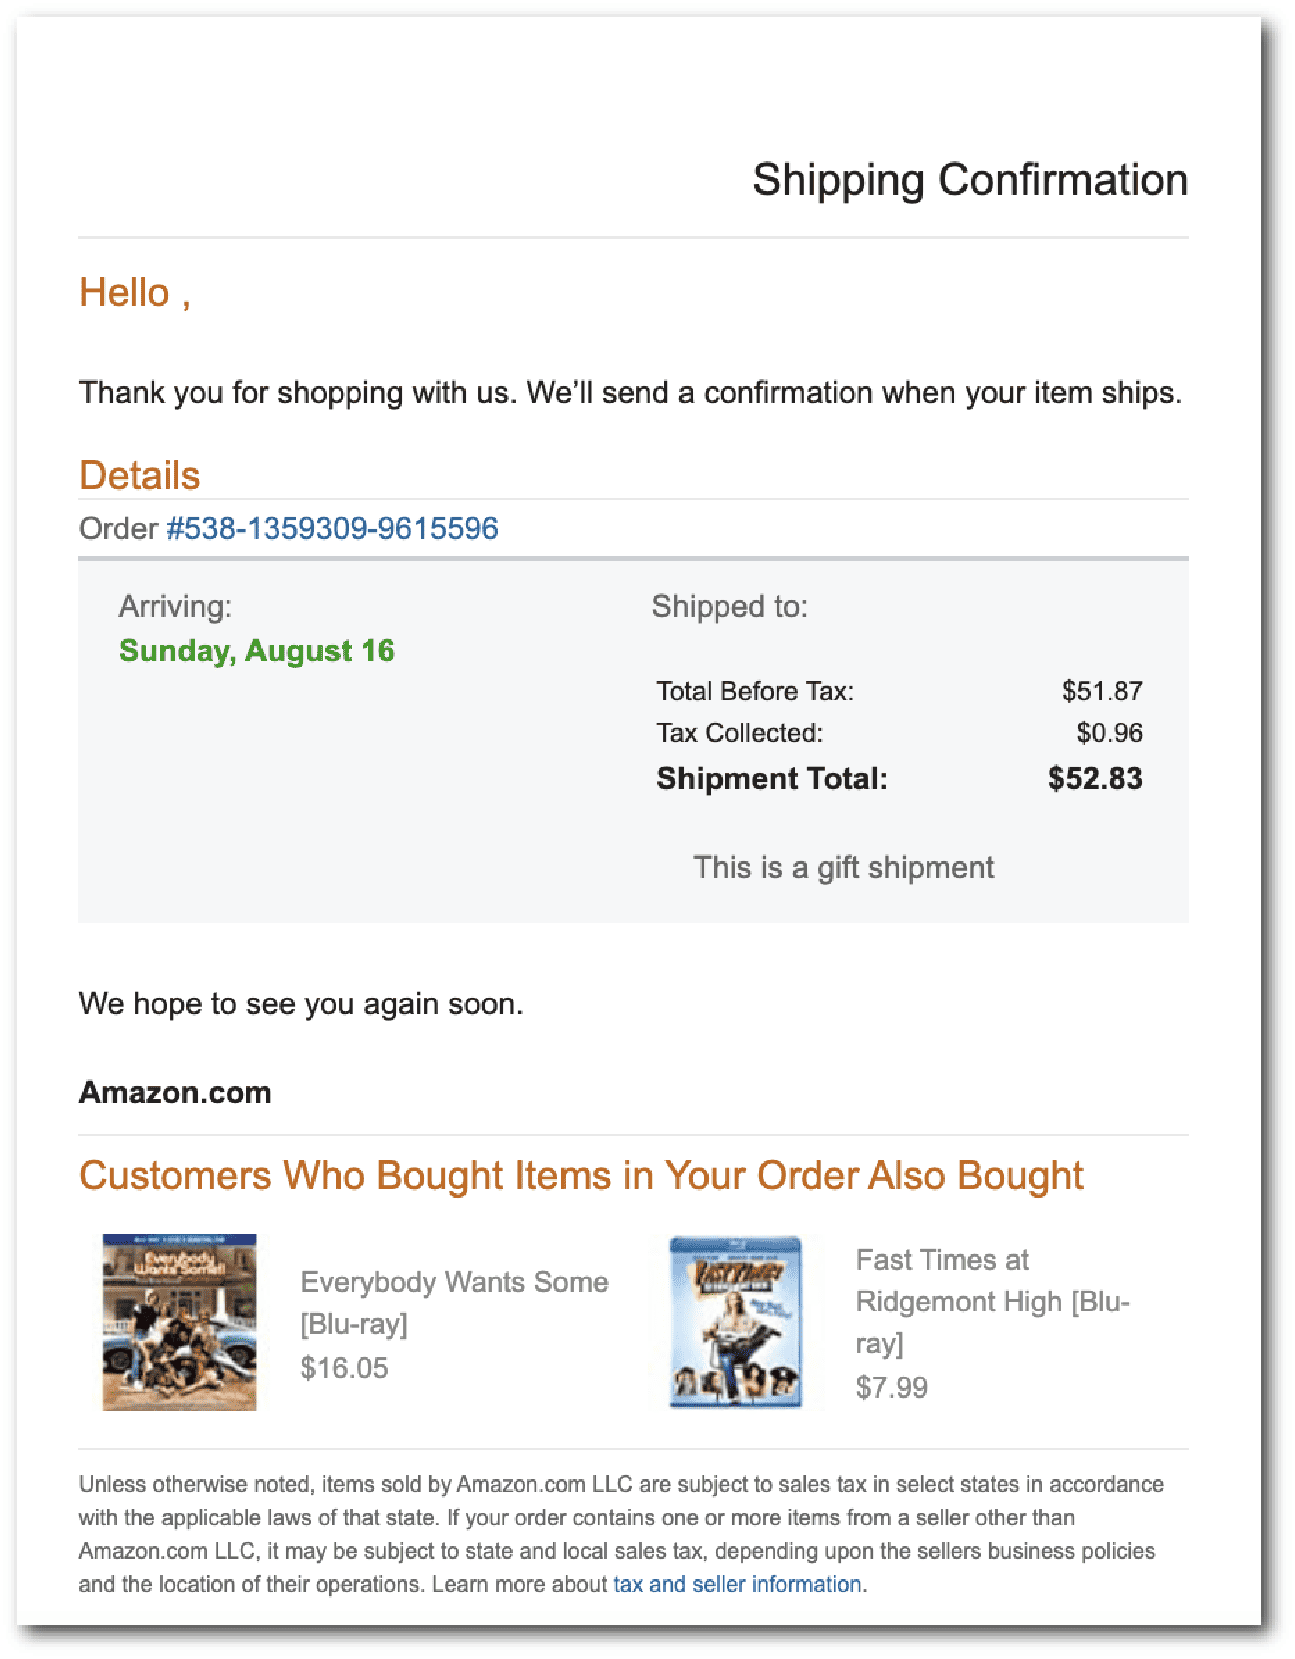 Shipping Confirmation
Hello ,
Thank you for shopping with us. We’ll send a confirmation when your item ships.
Details
Order #538-1359309-9615596
Arriving:
Sunday, August 16
Shipped to:
Total Before Tax: $51.87
Tax Collected: $0.96
Shipment Total: $52.83
This is a gift shipment
We hope to see you again soon.
Amazon.com
Customers Who Bought Items in Your Order Also Bought
Everybody
Wants Some!!
Everybody Wants Some
[Blu-ray]
$16.05
FAST TIMES
Fast Times at
Ridgemont High [Blu-
ray]
$7.99
Unless otherwise noted, items sold by Amazon.com LLC are subject to sales tax in select states in accordance
with the applicable laws of that state. If your order contains one or more items from a seller other than
Amazon.com LLC, it may be subject to state and local sales tax, depending upon the sellers business policies
and the location of their operations. Learn more about tax and seller information.